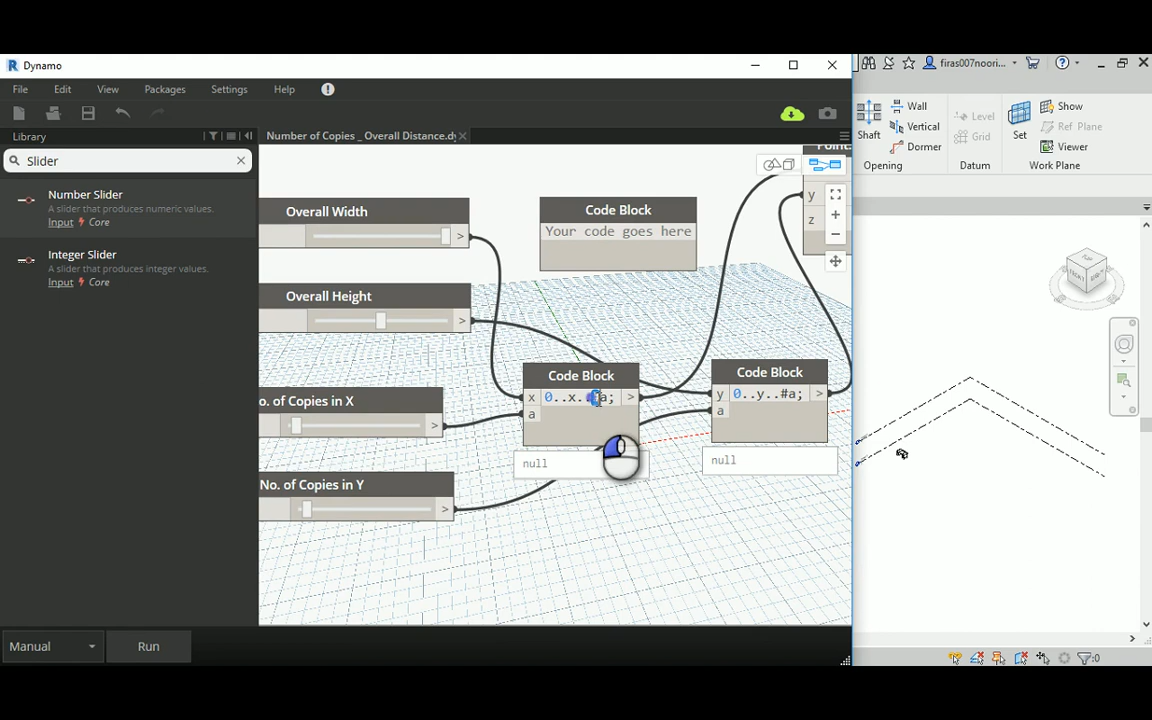 Dynamo
firas007noori...
File Edit View Packages Settings Help
Wall
Vertical
Dormer
Shaft
Opening
Level
Grid
Datum
Set
Show
Ref Plane
Viewer
Work Plane
Library
Number of Copies _ Overall Distance.dy
Slider
Number Slider
A slider that produces numeric values.
Input Core
Integer Slider
A slider that produces integer values.
Input Core
Overall Width
>
Code Block
Your code goes here
y
z
Overall Height
>
o. of Copies in X
>
Code Block
x 0..x..#a; >
a
null
Code Block
y 0..y..#a; >
a
null
No. of Copies in Y
>
FRONT
Manual
Run
:0